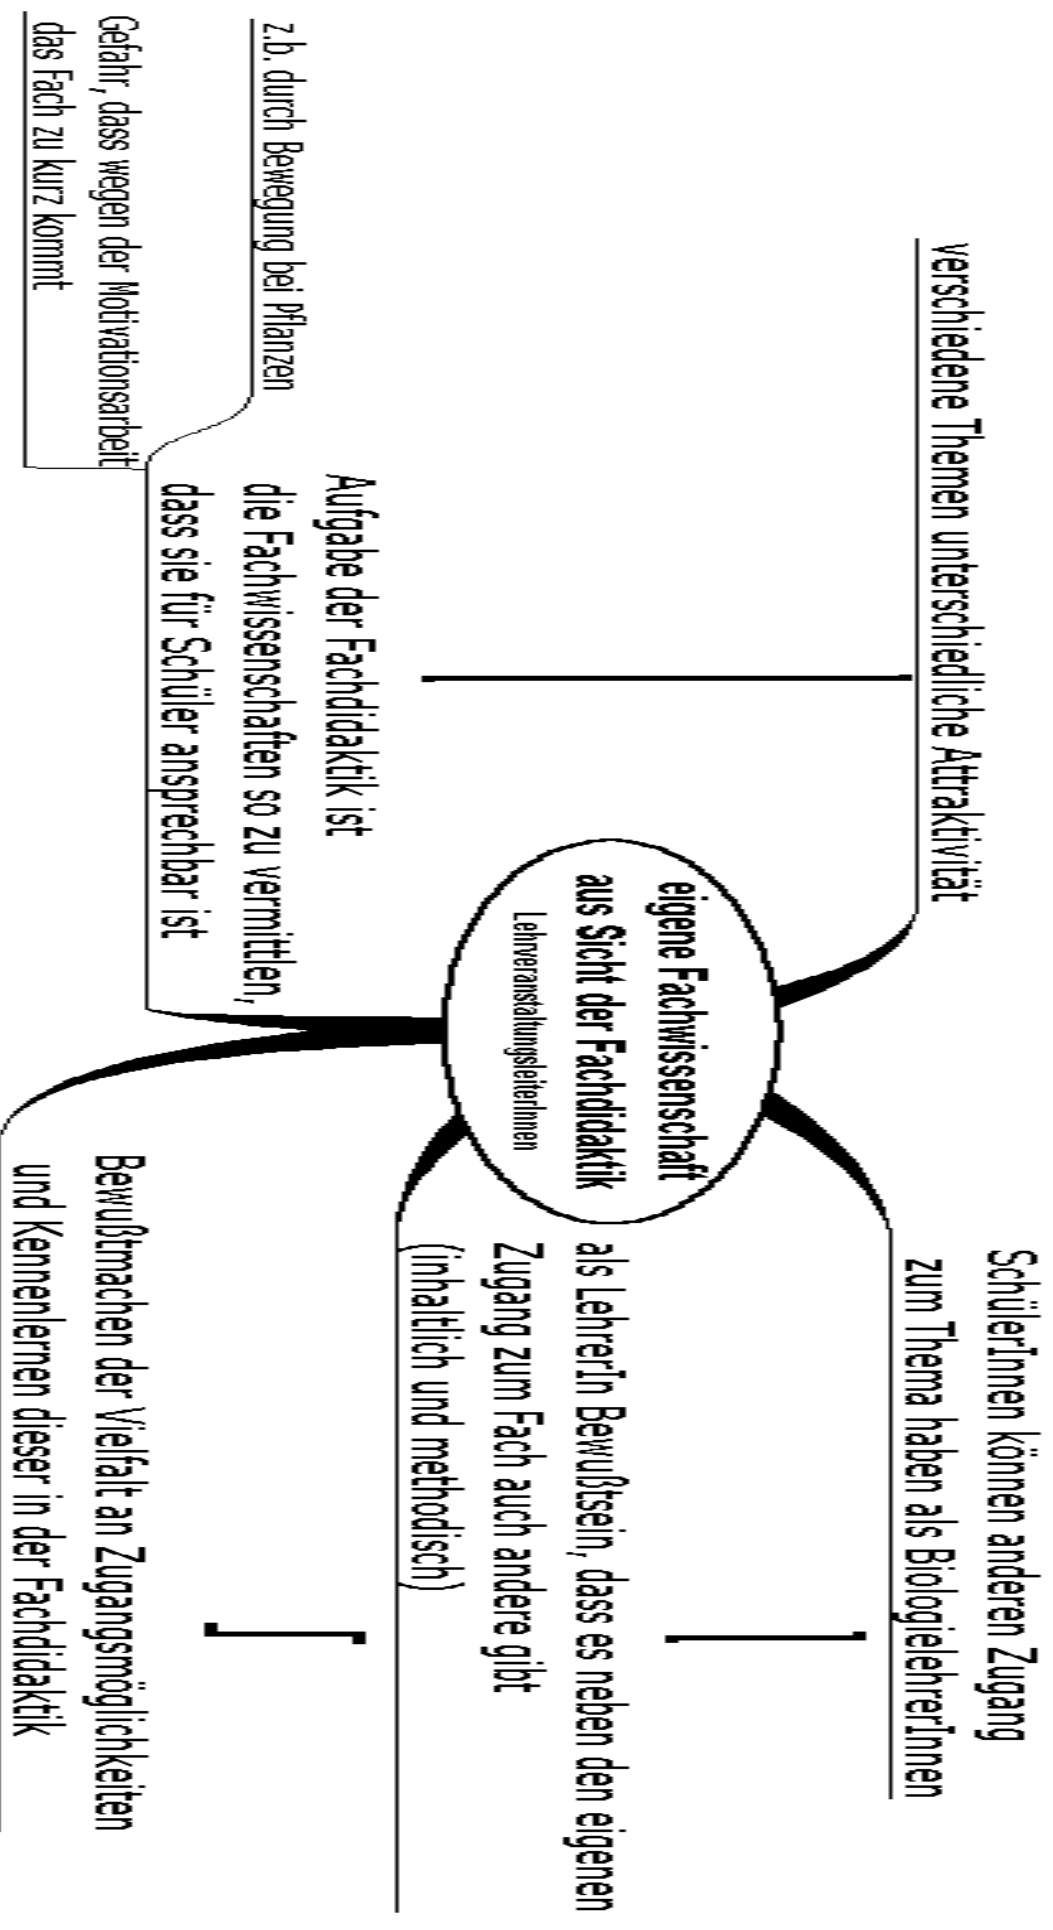 verschiedene Themen unterschiedliche Attraktivität
SchülerInnen können anderen Zugang
zum Thema haben als BiologielehrerInnen
eigene Fachwissenschaft
aus Sicht der Fachdidaktik
LehrveranstaltungsleiterInnen
als LehrerIn Bewußtsein, dass es neben den eigenen
Zugang zum Fach auch andere gibt
(inhaltlich und methodisch)
Aufgabe der Fachdidaktik ist
die Fachwissenschaften so zu vermittlen,
dass sie für Schüler ansprechbar ist
z.b. durch Bewegung bei Pflanzen
Gefahr, dass wegen der Motivationsarbeit
das Fach zu kurz kommt
Bewußtmachen der Vielfalt an Zugangsmöglichkeiten
und Kennenlernen dieser in der Fachdidaktik